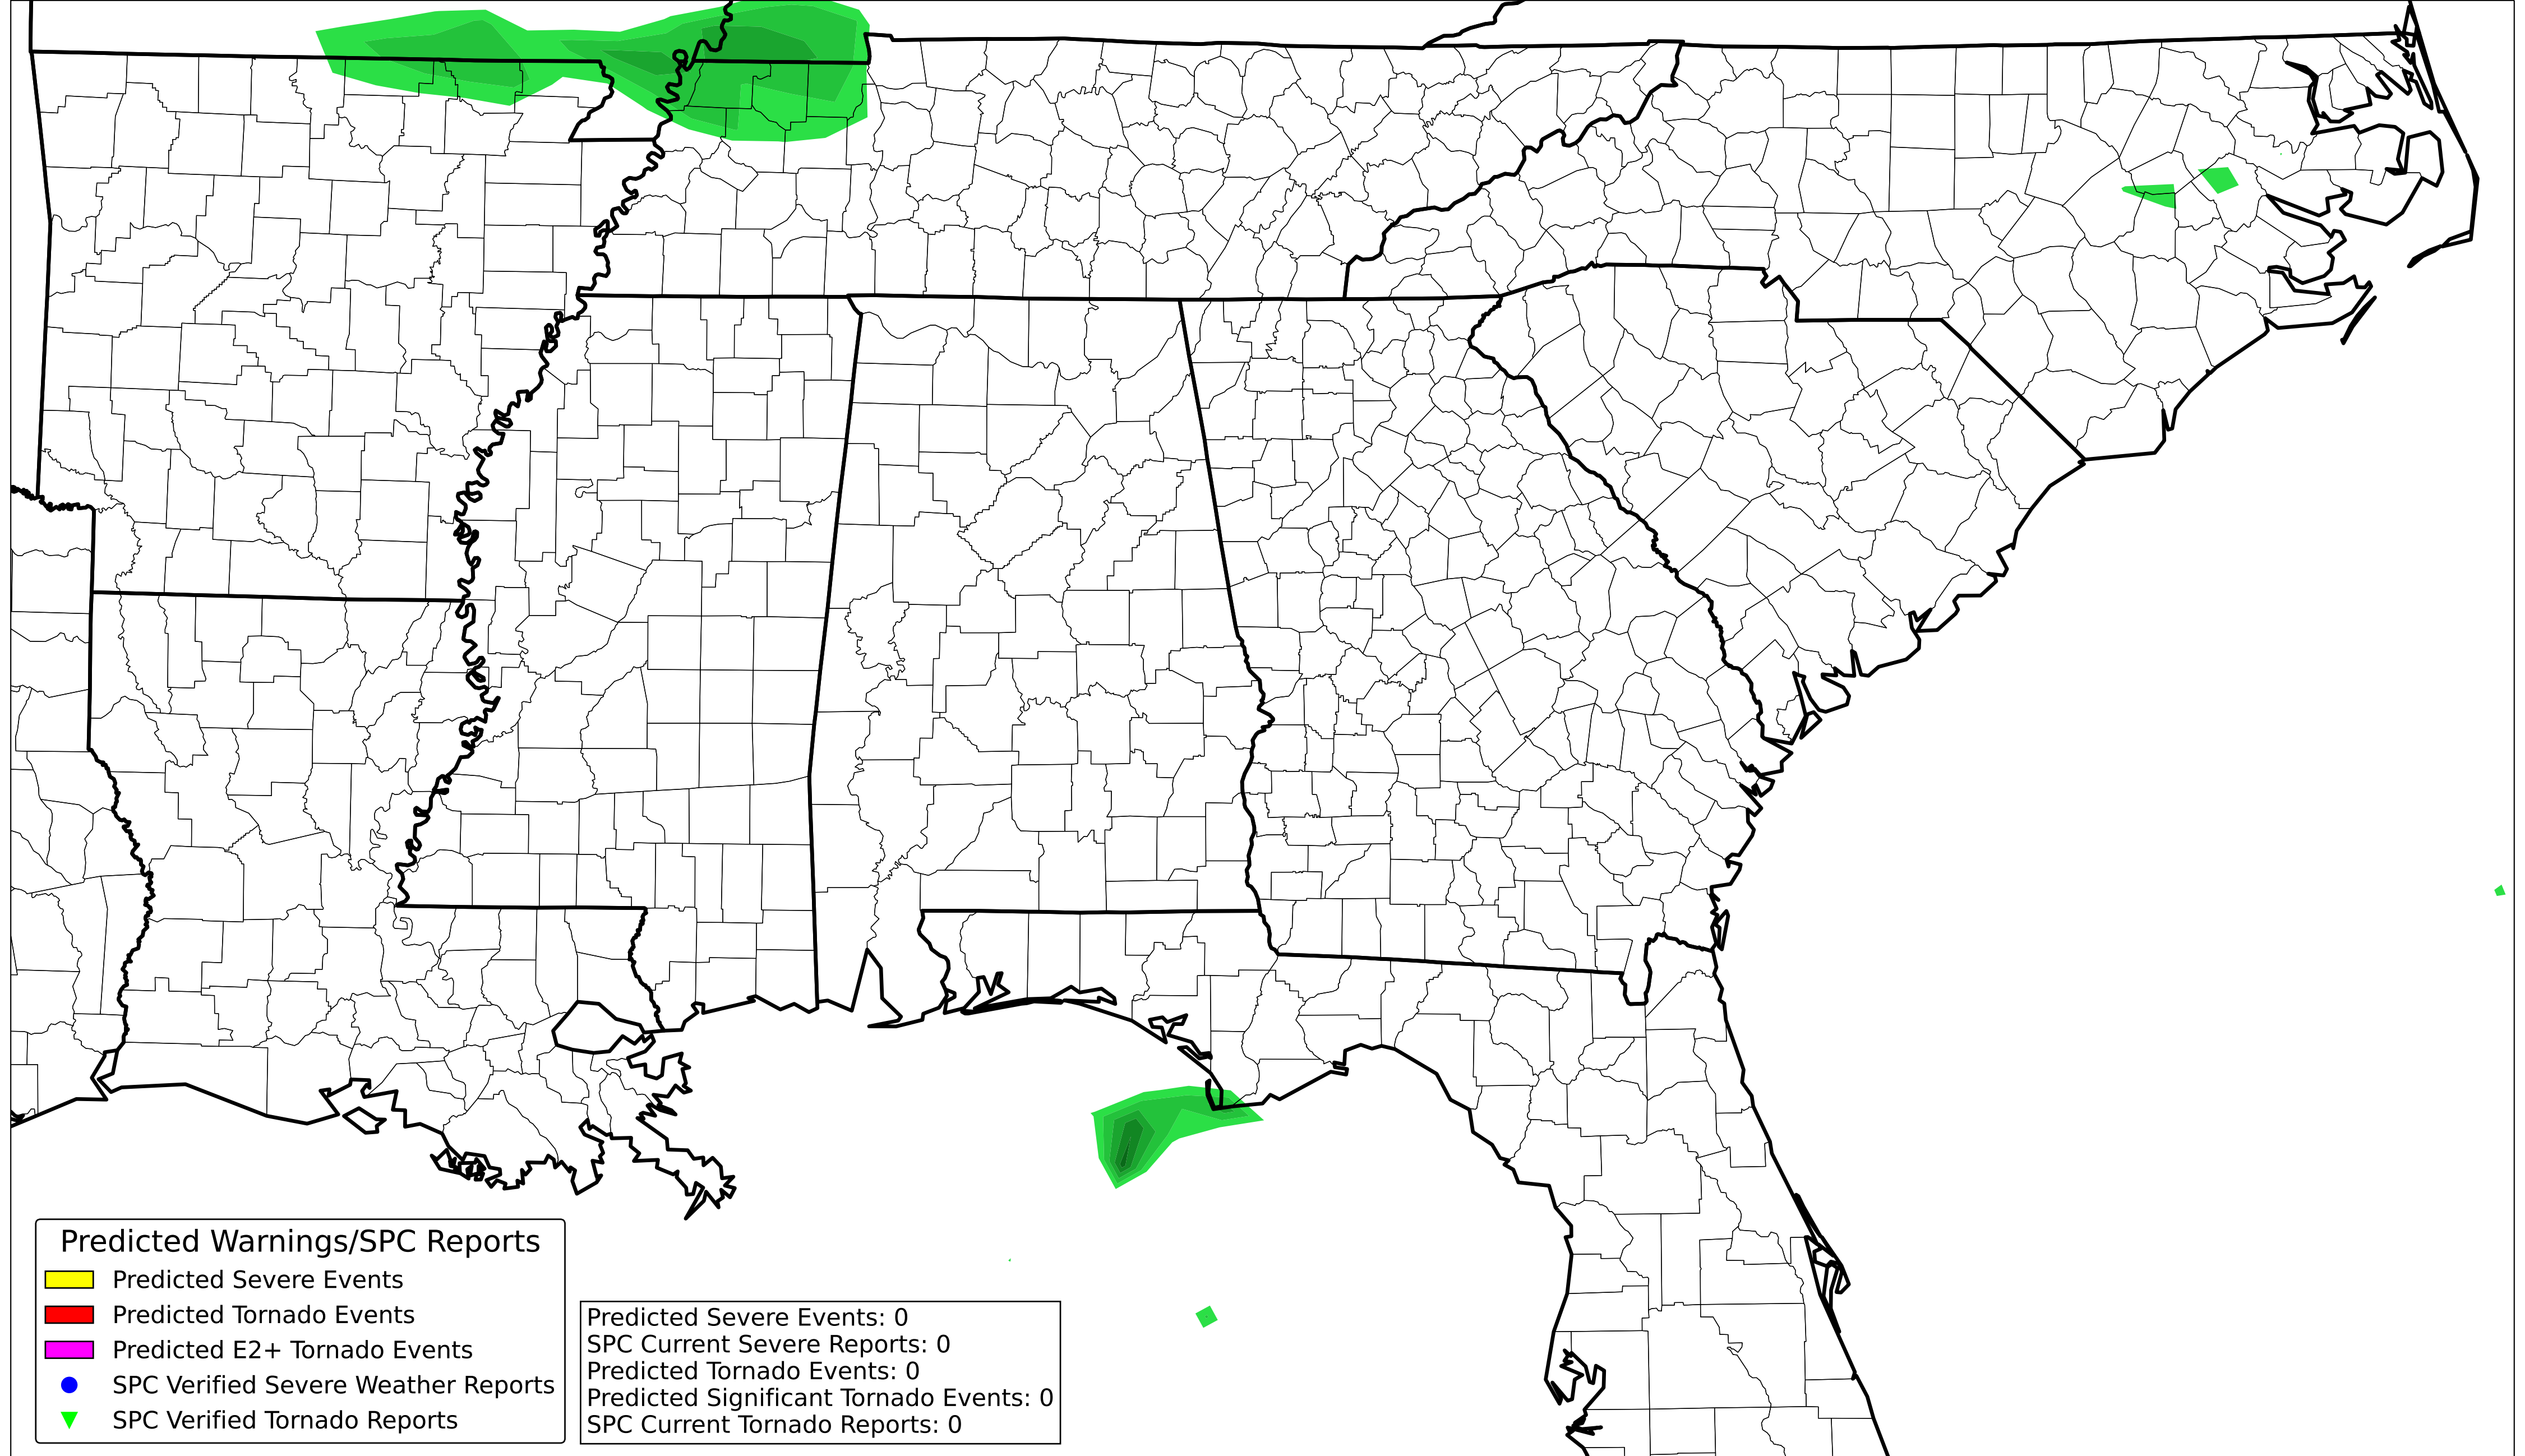 Predicted Warnings/SPC Reports
Predicted Severe Events
Predicted Tornado Events
Predicted E2+ Tornado Events
SPC Verified Severe Weather Reports
SPC Verified Tornado Reports
Predicted Severe Events: 0
SPC Current Severe Reports: 0
Predicted Tornado Events: 0
Predicted Significant Tornado Events: 0
SPC Current Tornado Reports: 0